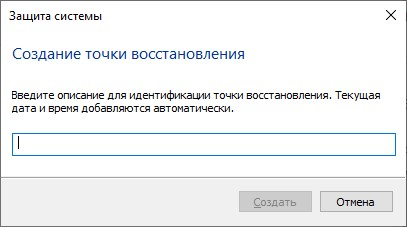 Защита системы
Создание точки восстановления
Введите описание для идентификации точки восстановления. Текущая
дата и время добавляются автоматически.
Создать Отмена